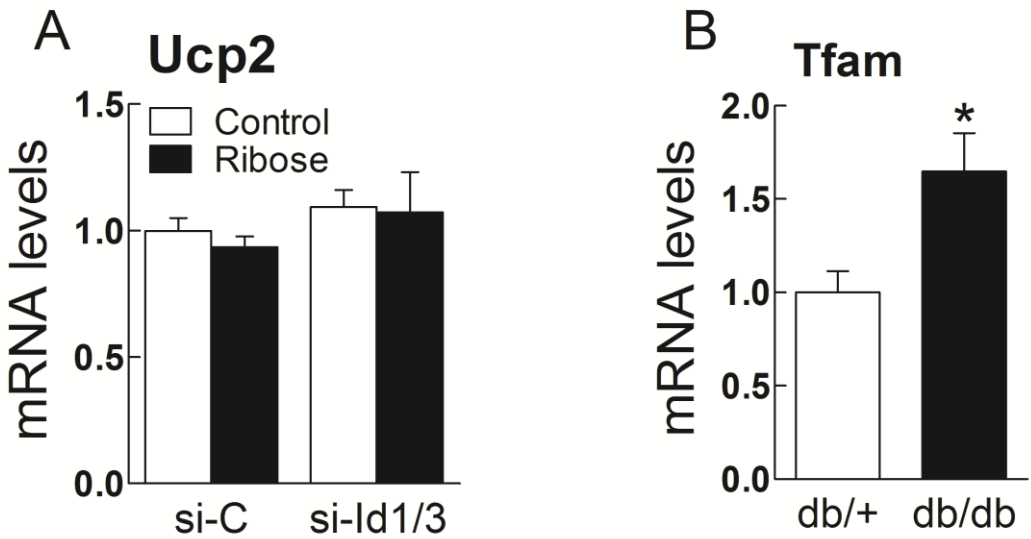 A
Ucp2
mRNA levels
1.5
1.0
0.5
0.0
Control
Ribose
si-C
si-Id1/3
B
Tfam
mRNA levels
2.0
1.5
1.0
0.5
0.0
*
db/+
db/db